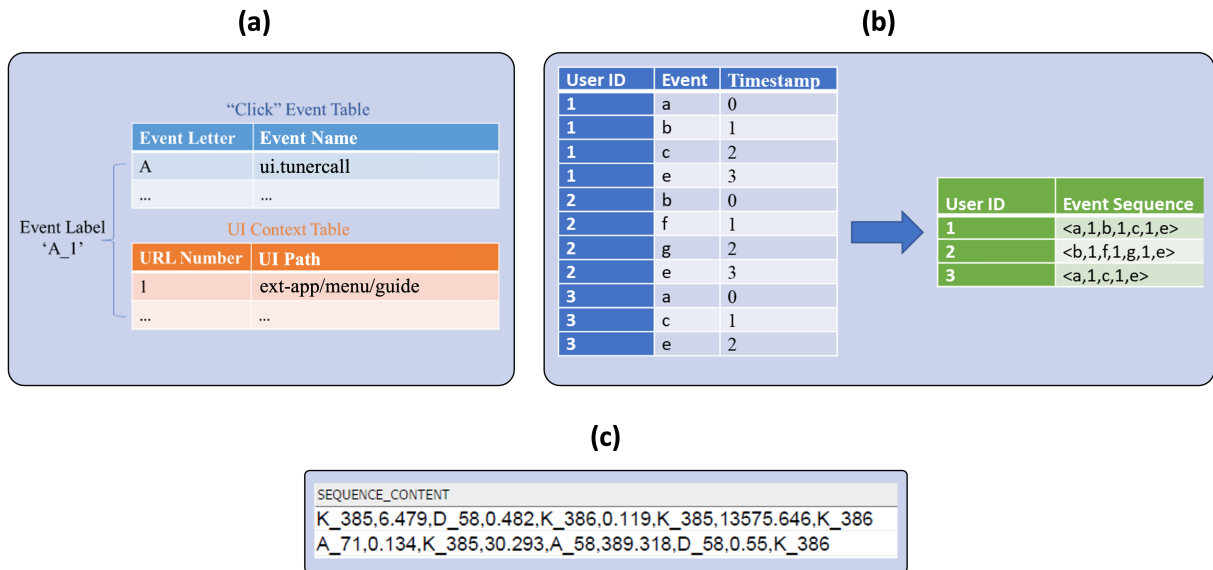 (a)
“Click” Event Table
Event Letter Event Name
A ui.tunercall
... ...
Event Label
‘A_1’
UI Context Table
URL Number UI Path
1 ext-app/menu/guide
... ...
(b)
User ID Event Timestamp
1 a 0
1 b 1
1 c 2
1 e 3
2 b 0
2 f 1
2 g 2
2 e 3
3 a 0
3 c 1
3 e 2
User ID Event Sequence
1 <a,1,b,1,c,1,e>
2 <b,1,f,1,g,1,e>
3 <a,1,c,1,e>
(c)
SEQUENCE_CONTENT
K_385,6.479,D_58,0.482,K_386,0.119,K_385,13575.646,K_386
A_71,0.134,K_385,30.293,A_58,389.318,D_58,0.55,K_386